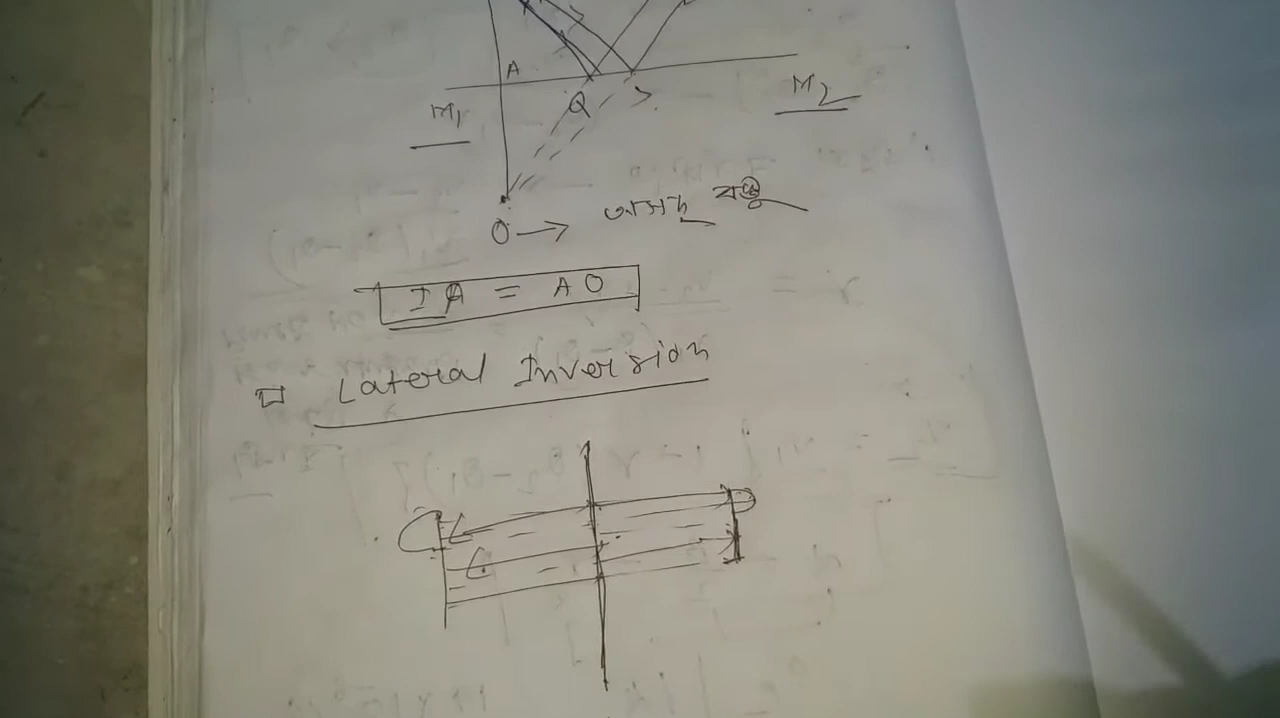 A
M₁ Q M₂
O → অসদ বস্তু
IA = AO
□ Lateral Inversion